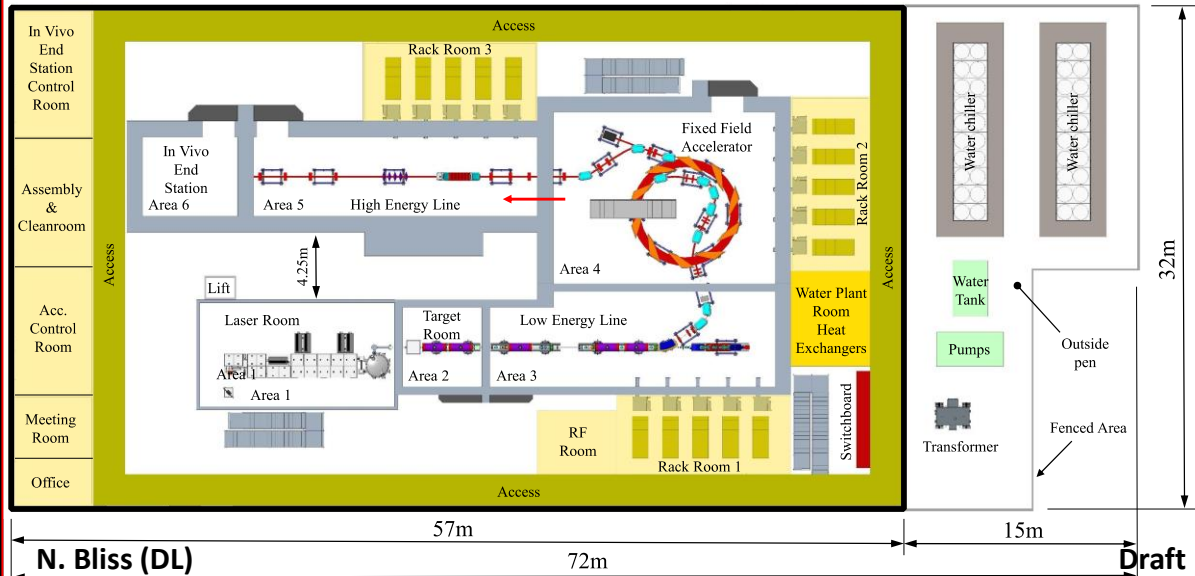 In Vivo
End
Station
Control
Room
Assembly
&
Cleanroom
Acc.
Control
Room
Meeting
Room
Office
Access
Access
Access
Access
Rack Room 3
In Vivo
End
Station
Area 6
Area 5
High Energy Line
Fixed Field
Accelerator
Area 4
Rack Room 2
4.25m
Lift
Laser Room
Area 1
Area 1
Target
Room
Area 2
Low Energy Line
Area 3
Water Plant
Room
Heat
Exchangers
RF
Room
Rack Room 1
Switchboard
Water chiller
Water chiller
Water
Tank
Pumps
Outside
pen
Transformer
Fenced Area
32m
57m
15m
72m
N. Bliss (DL)
Draft